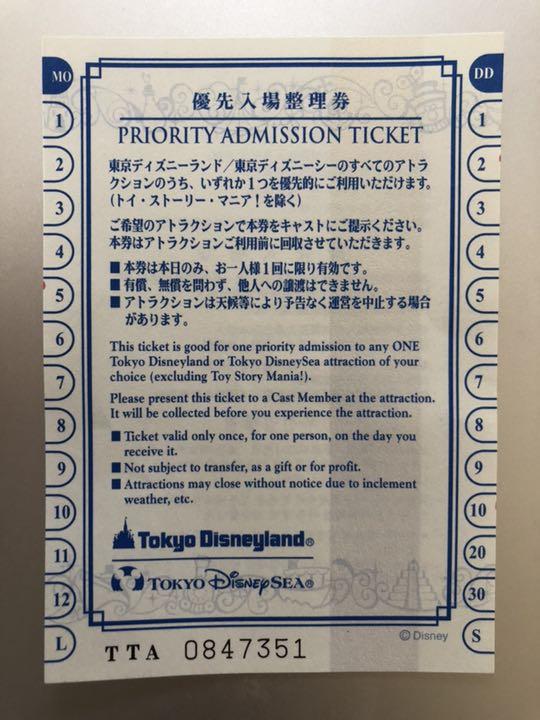 優先入場整理券
PRIORITY ADMISSION TICKET
東京ディズニーランド／東京ディズニーシーのすべてのアトラ
クションのうち、いずれか1つを優先的にご利用いただけます。
(トイ・ストーリー・マニア！を除く)
ご希望のアトラクションで本券をキャストにご提示ください。
本券はアトラクションご利用前に回収させていただきます。
■ 本券は本日のみ、お一人様1回に限り有効です。
■ 有償、無償を問わず、他人への譲渡はできません。
■ アトラクションは天候等により予告なく運営を中止する場合
があります。
This ticket is good for one priority admission to any ONE
Tokyo Disneyland or Tokyo DisneySea attraction of your
choice (excluding Toy Story Mania!).
Please present this ticket to a Cast Member at the attraction.
It will be collected before you experience the attraction.
■ Ticket valid only once, for one person, on the day you
receive it.
■ Not subject to transfer, as a gift or for profit.
■ Attractions may close without notice due to inclement
weather, etc.
Tokyo Disneyland®
TOKYO DISNEYSEA®
© Disney
TTA 0847351
MO
1
2
3
4
5
6
7
8
9
10
11
12
L
DD
1
2
3
4
5
6
7
8
9
10
20
30
S